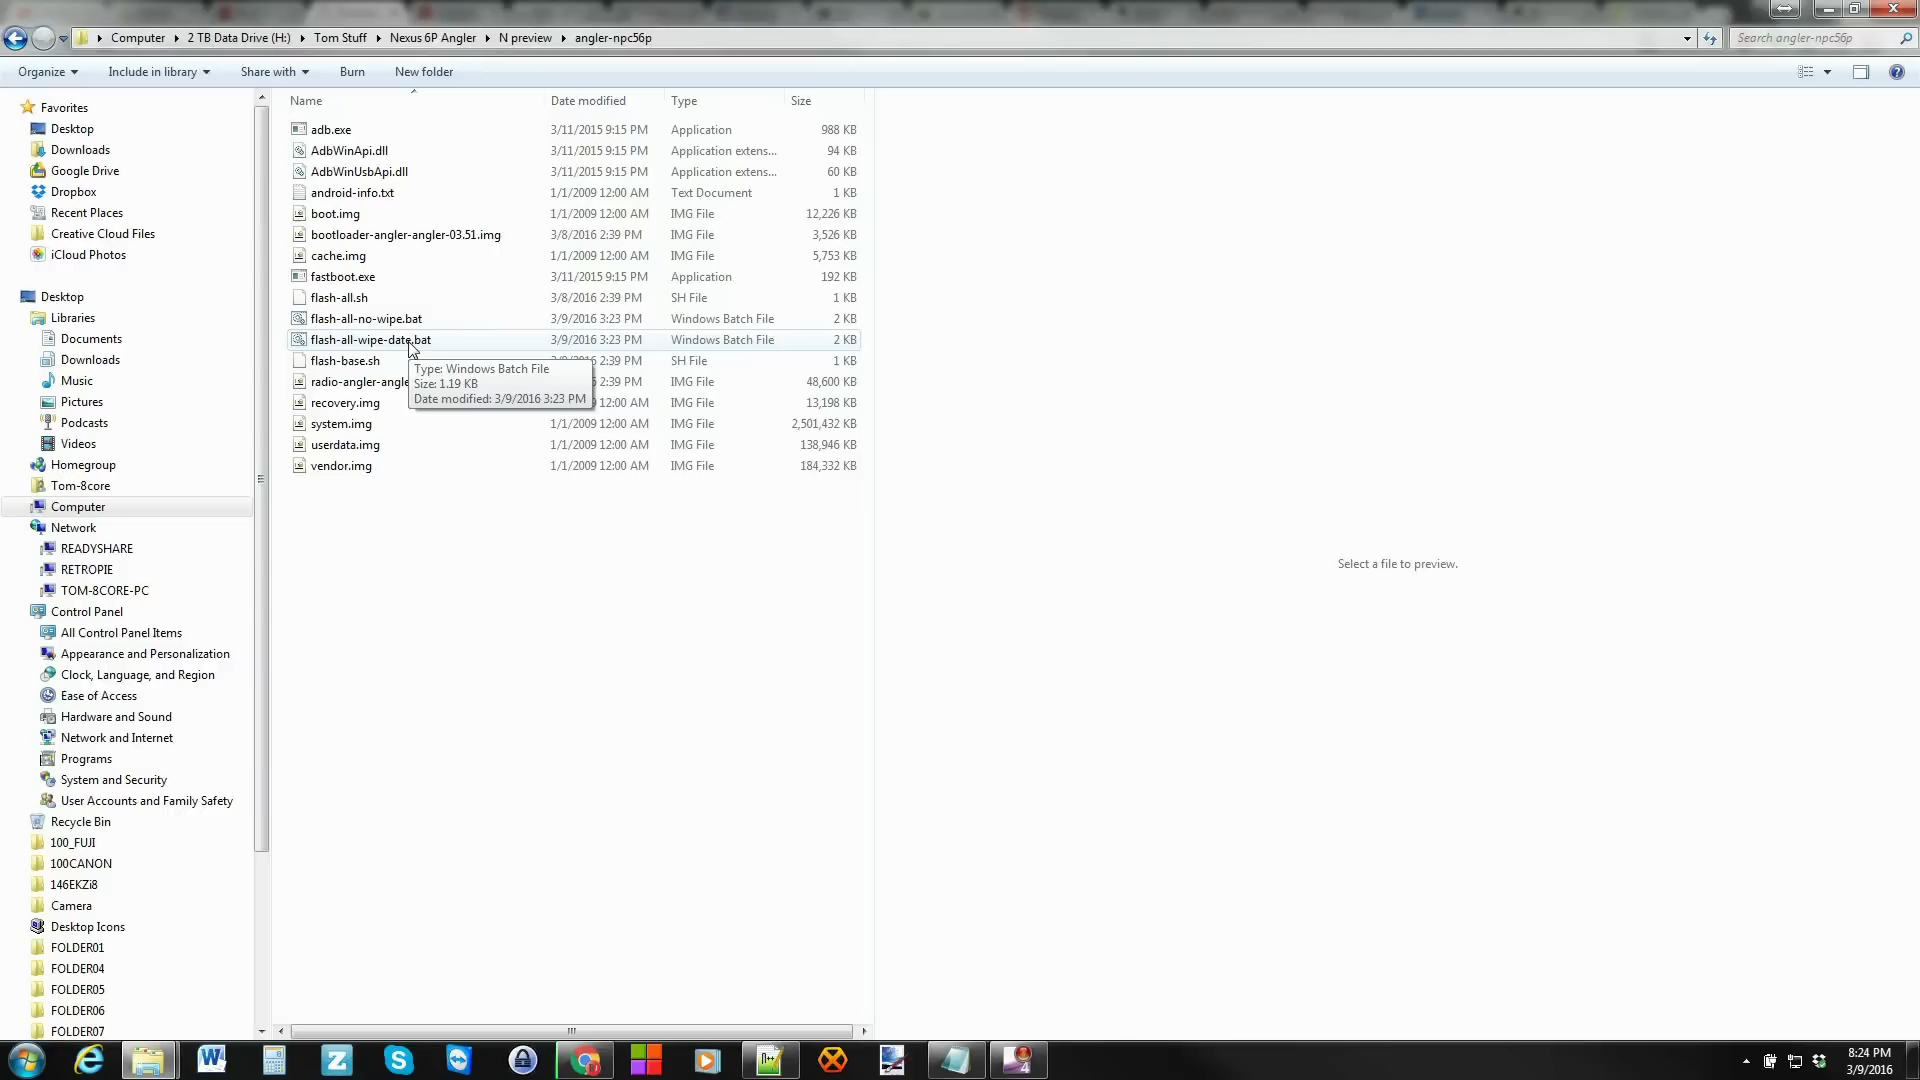 Computer ▸ 2 TB Data Drive (H:) ▸ Tom Stuff ▸ Nexus 6P Angler ▸ N preview ▸ angler-npc56p
Search angler-npc56p
Organize Include in library Share with Burn New folder
Name Date modified Type Size
Favorites
Desktop
Downloads
Google Drive
Dropbox
Recent Places
Creative Cloud Files
iCloud Photos
Desktop
Libraries
Documents
Downloads
Music
Pictures
Podcasts
Videos
Homegroup
Tom-8core
Computer
Network
READYSHARE
RETROPIE
TOM-8CORE-PC
Control Panel
All Control Panel Items
Appearance and Personalization
Clock, Language, and Region
Ease of Access
Hardware and Sound
Network and Internet
Programs
System and Security
User Accounts and Family Safety
Recycle Bin
100_FUJI
100CANON
146EKZi8
Camera
Desktop Icons
FOLDER01
FOLDER04
FOLDER05
FOLDER06
FOLDER07
adb.exe 3/11/2015 9:15 PM Application 988 KB
AdbWinApi.dll 3/11/2015 9:15 PM Application extens... 94 KB
AdbWinUsbApi.dll 3/11/2015 9:15 PM Application extens... 60 KB
android-info.txt 1/1/2009 12:00 AM Text Document 1 KB
boot.img 1/1/2009 12:00 AM IMG File 12,226 KB
bootloader-angler-angler-03.51.img 3/8/2016 2:39 PM IMG File 3,526 KB
cache.img 1/1/2009 12:00 AM IMG File 5,753 KB
fastboot.exe 3/11/2015 9:15 PM Application 192 KB
flash-all.sh 3/8/2016 2:39 PM SH File 1 KB
flash-all-no-wipe.bat 3/9/2016 3:23 PM Windows Batch File 2 KB
flash-all-wipe-date.bat 3/9/2016 3:23 PM Windows Batch File 2 KB
flash-base.sh 2:39 PM SH File 1 KB
radio-angler-angle 2:39 PM IMG File 48,600 KB
recovery.img 12:00 AM IMG File 13,198 KB
system.img 1/1/2009 12:00 AM IMG File 2,501,432 KB
userdata.img 1/1/2009 12:00 AM IMG File 138,946 KB
vendor.img 1/1/2009 12:00 AM IMG File 184,332 KB
Type: Windows Batch File
Size: 1.19 KB
Date modified: 3/9/2016 3:23 PM
Select a file to preview.
4
8:24 PM
3/9/2016